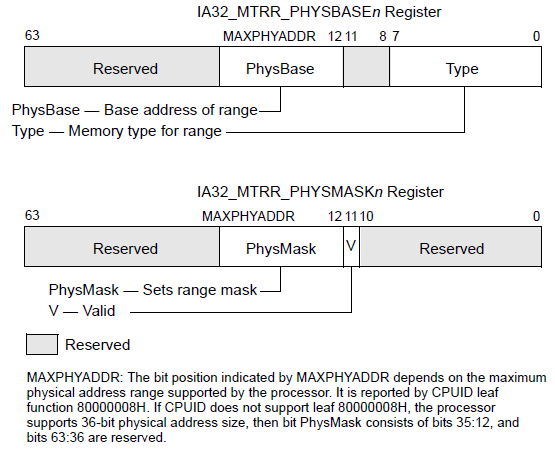 IA32_MTRR_PHYSBASEn Register
63 MAXPHYADDR 12 11 8 7 0
Reserved PhysBase Type
PhysBase — Base address of range
Type — Memory type for range
IA32_MTRR_PHYSMASKn Register
63 MAXPHYADDR 12 11 10 0
Reserved PhysMask V Reserved
PhysMask — Sets range mask
V — Valid
Reserved
MAXPHYADDR: The bit position indicated by MAXPHYADDR depends on the maximum
physical address range supported by the processor. It is reported by CPUID leaf
function 80000008H. If CPUID does not support leaf 80000008H, the processor
supports 36-bit physical address size, then bit PhysMask consists of bits 35:12, and
bits 63:36 are reserved.